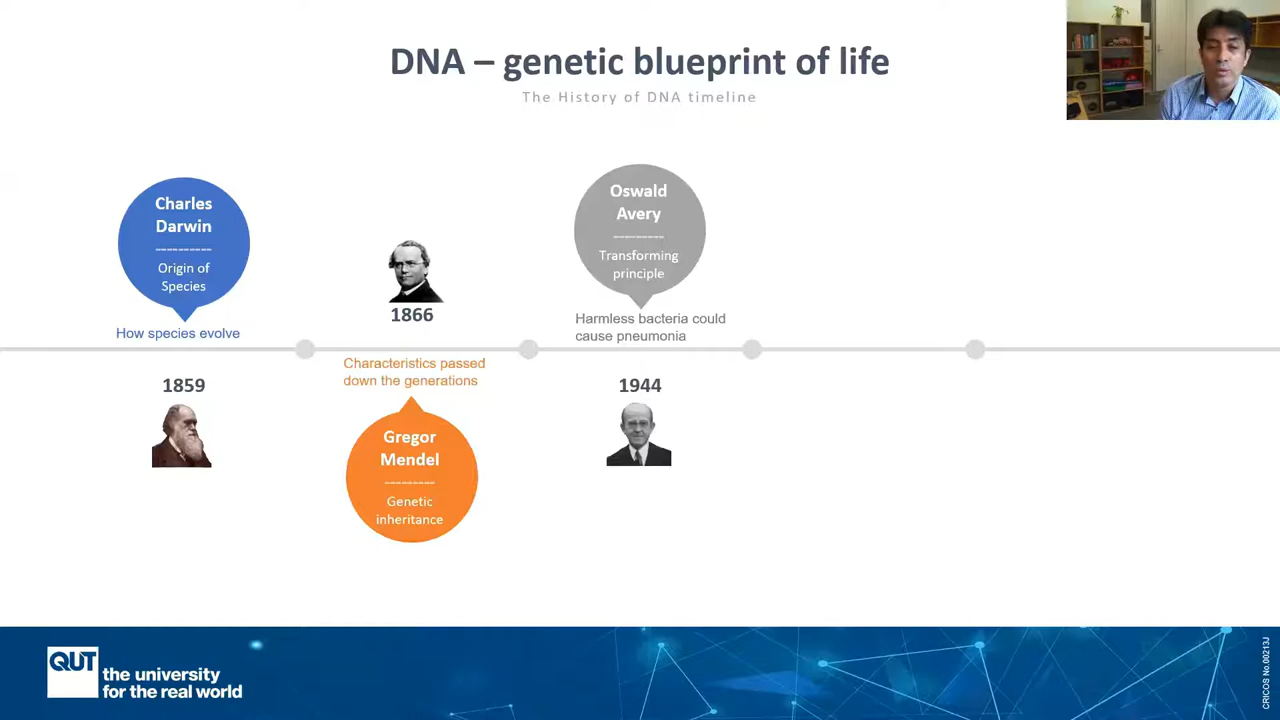 DNA – genetic blueprint of life
The History of DNA timeline
Charles
Darwin
-----------
Origin of
Species
How species evolve
1859
1866
Characteristics passed
down the generations
Gregor
Mendel
----------
Genetic
inheritance
Oswald
Avery
----------
Transforming
principle
Harmless bacteria could
cause pneumonia
1944
QUT
the university
for the real world
CRICOS No.00213J